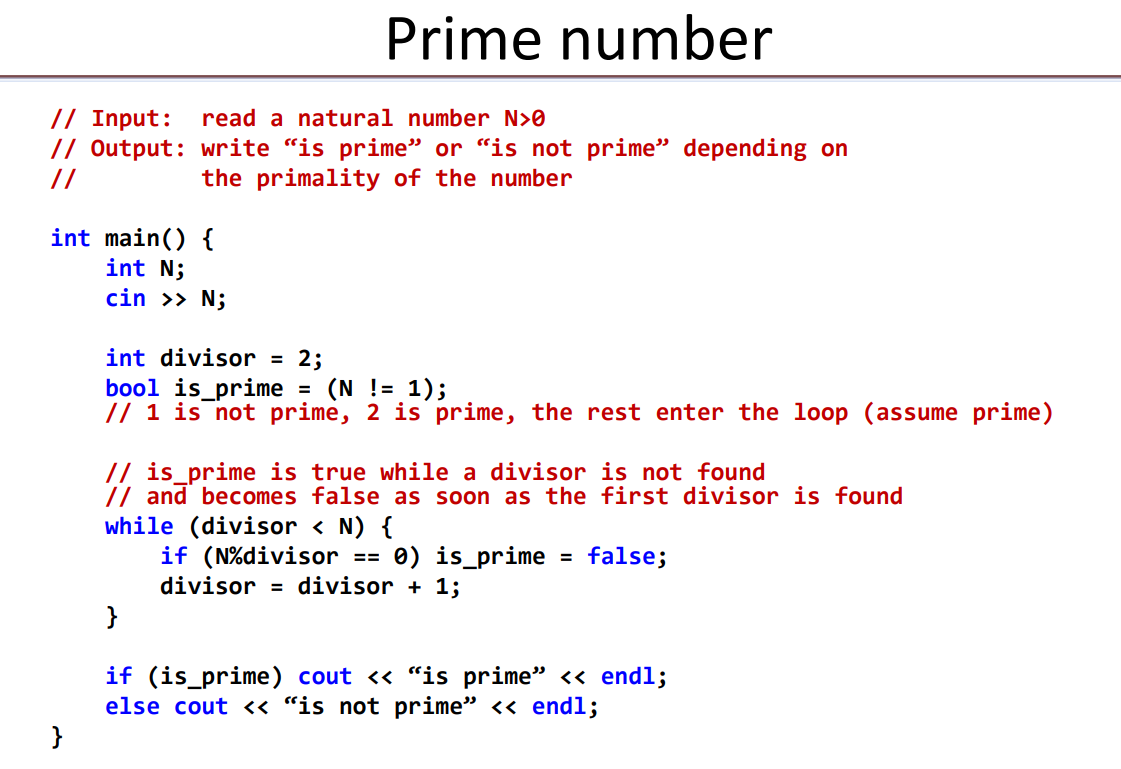 Prime number
// Input:  read a natural number N>0
// Output: write “is prime” or “is not prime” depending on
//         the primality of the number
int main() {
    int N;
    cin >> N;
    int divisor = 2;
    bool is_prime = (N != 1);
    // 1 is not prime, 2 is prime, the rest enter the loop (assume prime)
    // is_prime is true while a divisor is not found
    // and becomes false as soon as the first divisor is found
    while (divisor < N) {
        if (N%divisor == 0) is_prime = false;
        divisor = divisor + 1;
    }
    if (is_prime) cout << “is prime” << endl;
    else cout << “is not prime” << endl;
}